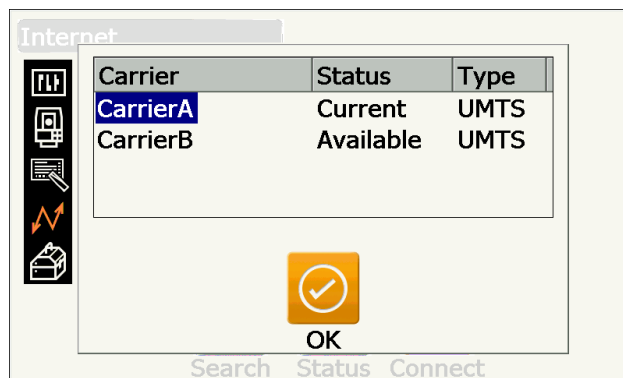 Internet
Carrier Status Type
CarrierA Current UMTS
CarrierB Available UMTS
OK
Search Status Connect